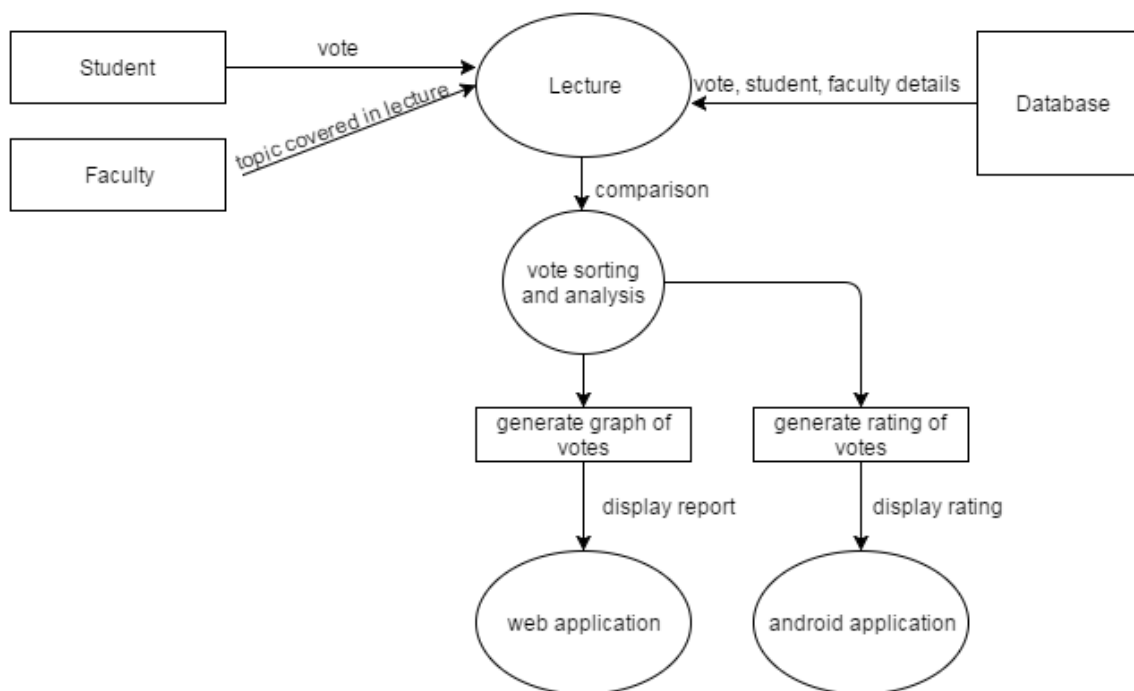 Student
vote
Lecture
vote, student, faculty details
Database
topic covered in lecture
Faculty
comparison
vote sorting
and analysis
generate graph of
votes
generate rating of
votes
display report
display rating
web application
android application